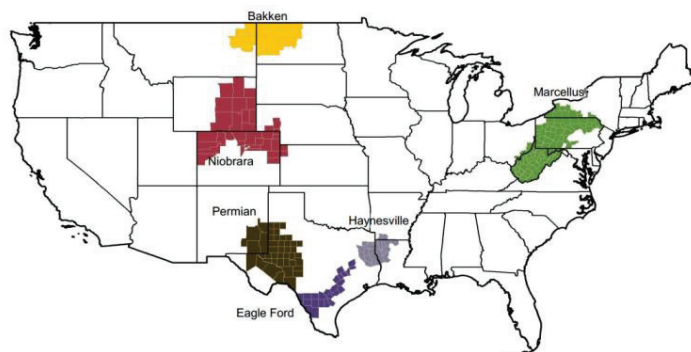 Bakken
Marcellus
Niobrara
Permian
Haynesville
Eagle Ford